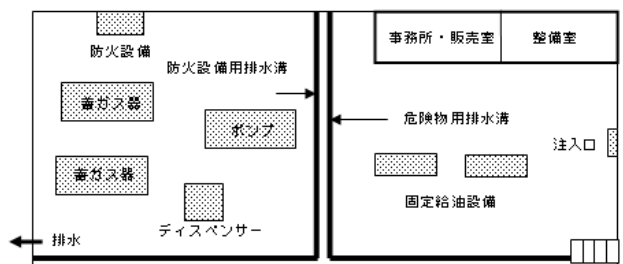 防火設備
防火設備用排水溝
事務所・販売室
整備室
蓄ガス器
ポンプ
危険物用排水溝
注入口
蓄ガス器
固定給油設備
ディスペンサー
排水